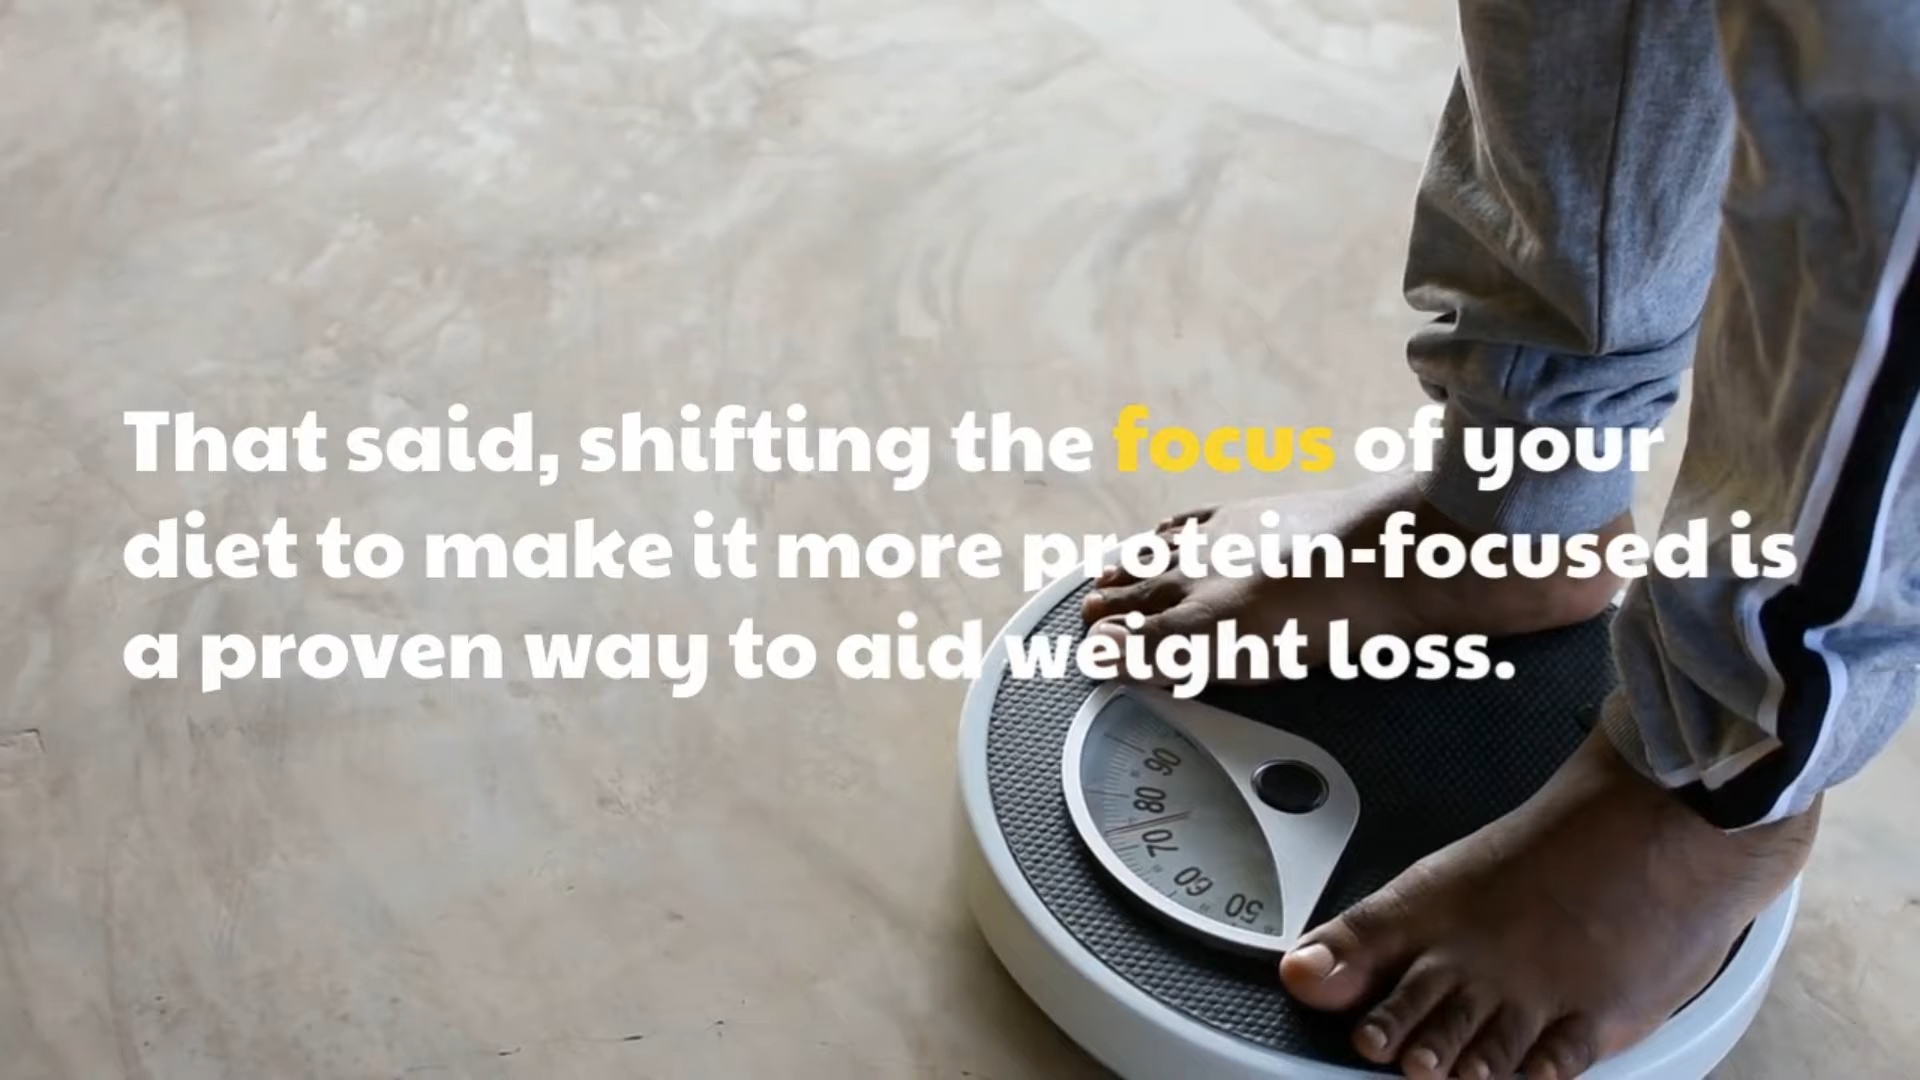 That said, shifting the focus of your
diet to make it more protein-focused is
a proven way to aid weight loss.
90
80
70
60
50